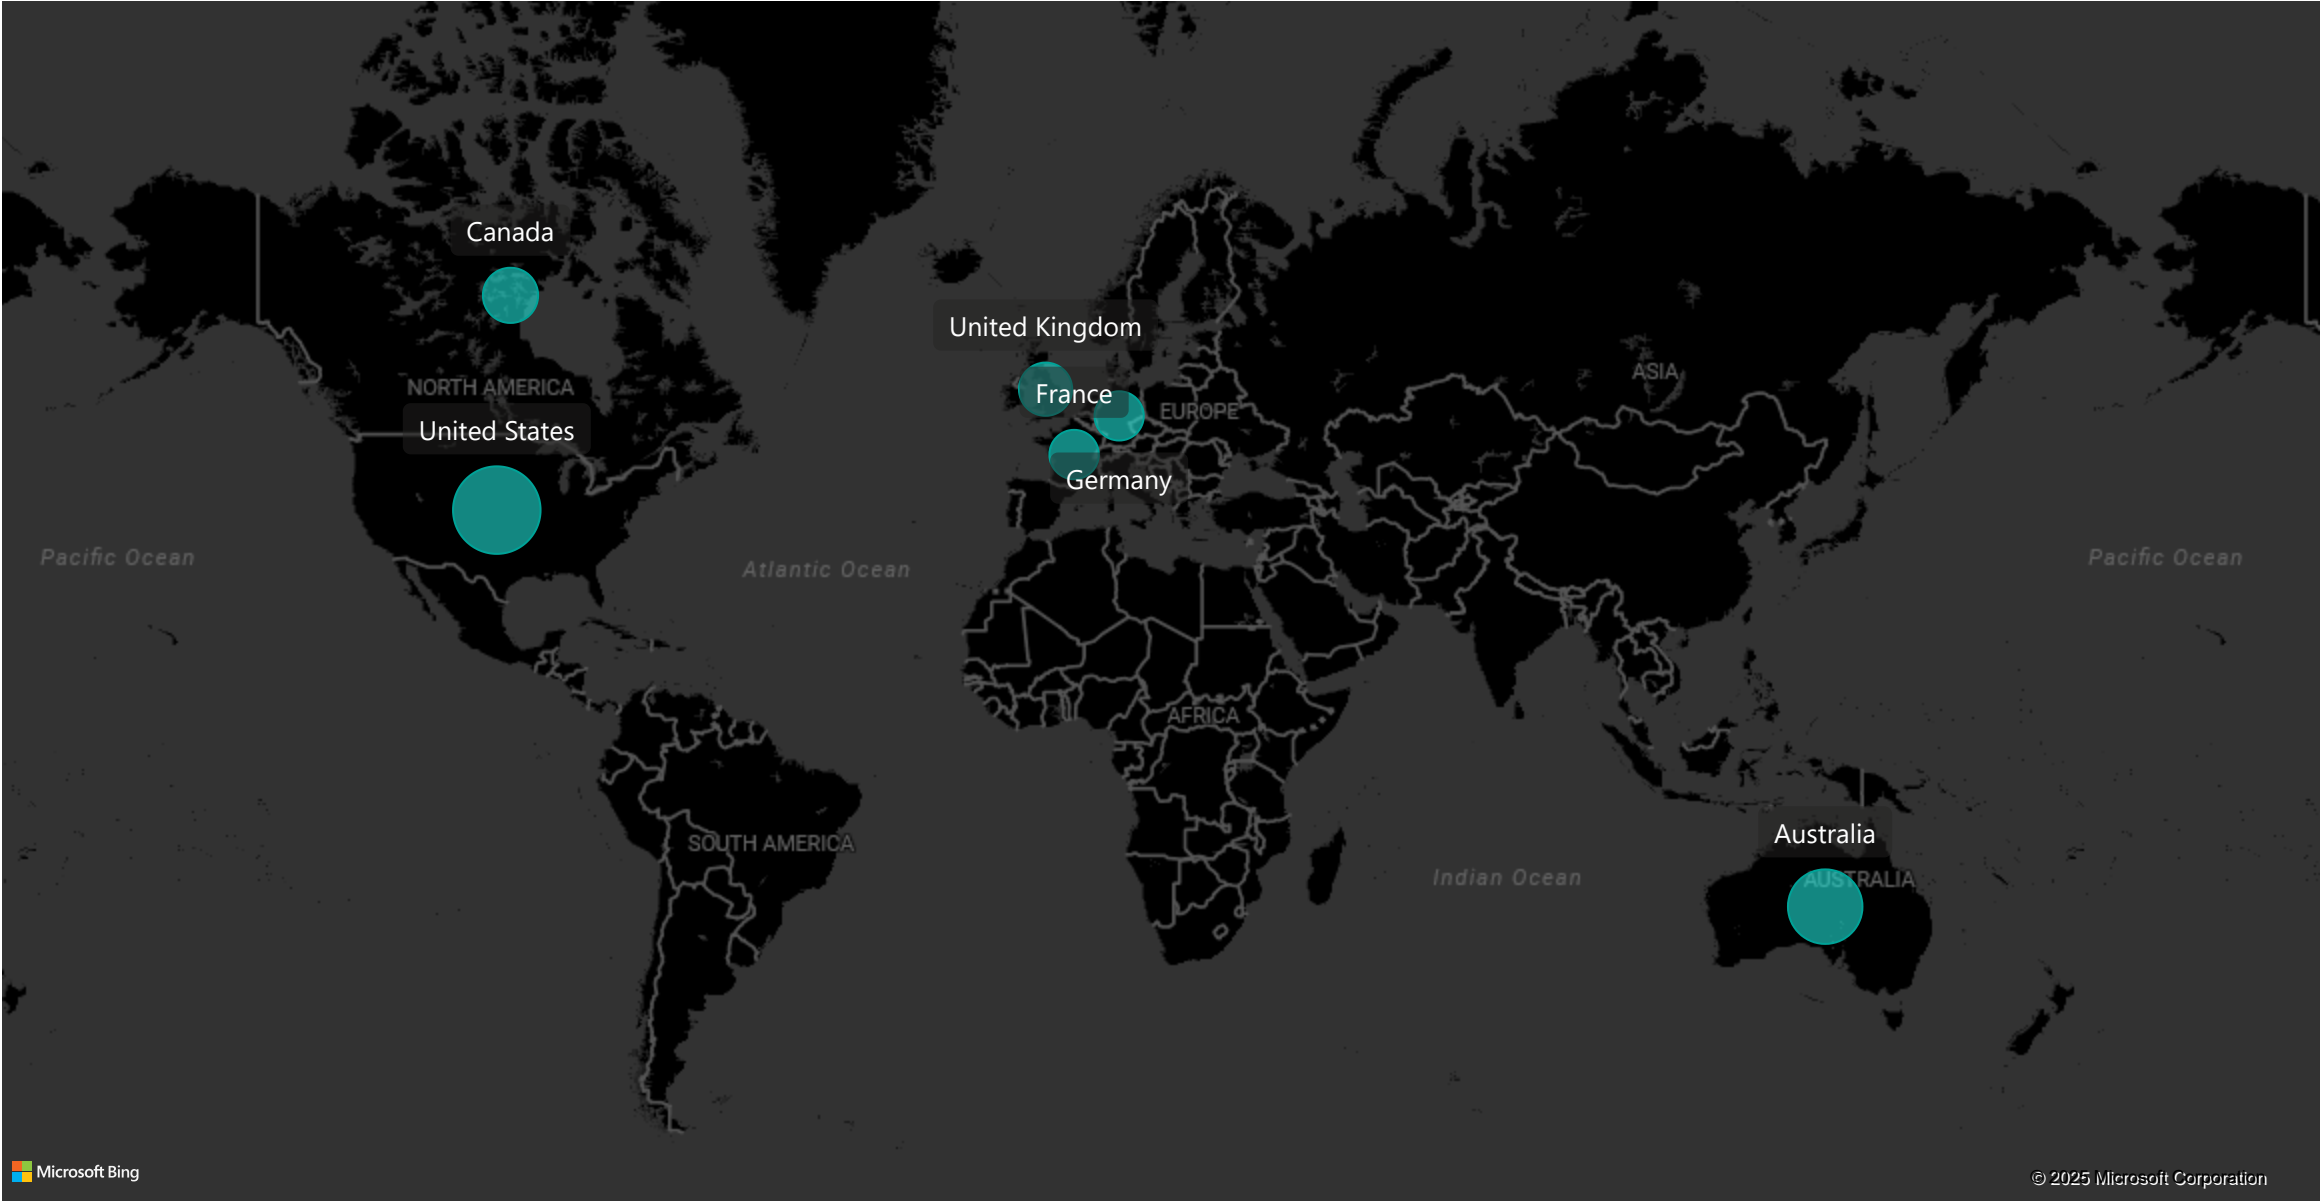 Canada
United Kingdom
ASIA
NORTH AMERICA
France
EUROPE
United States
Germany
Pacific Ocean
Atlantic Ocean
Pacific Ocean
AFRICA
Australia
SOUTH AMERICA
Indian Ocean
AUSTRALIA
Microsoft Bing
© 2025 Microsoft Corporation